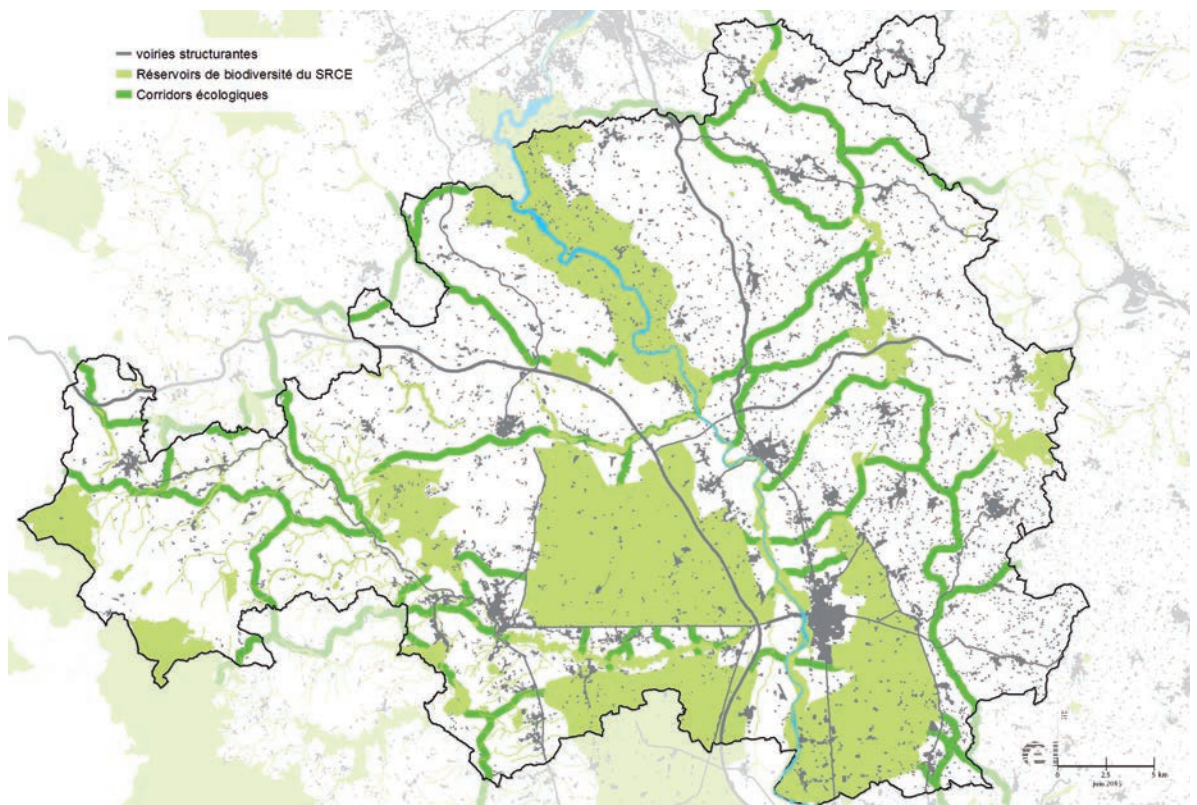 voiries structurantes
Réservoirs de biodiversité du SRCE
Corridors écologiques
0 2,5 5 km